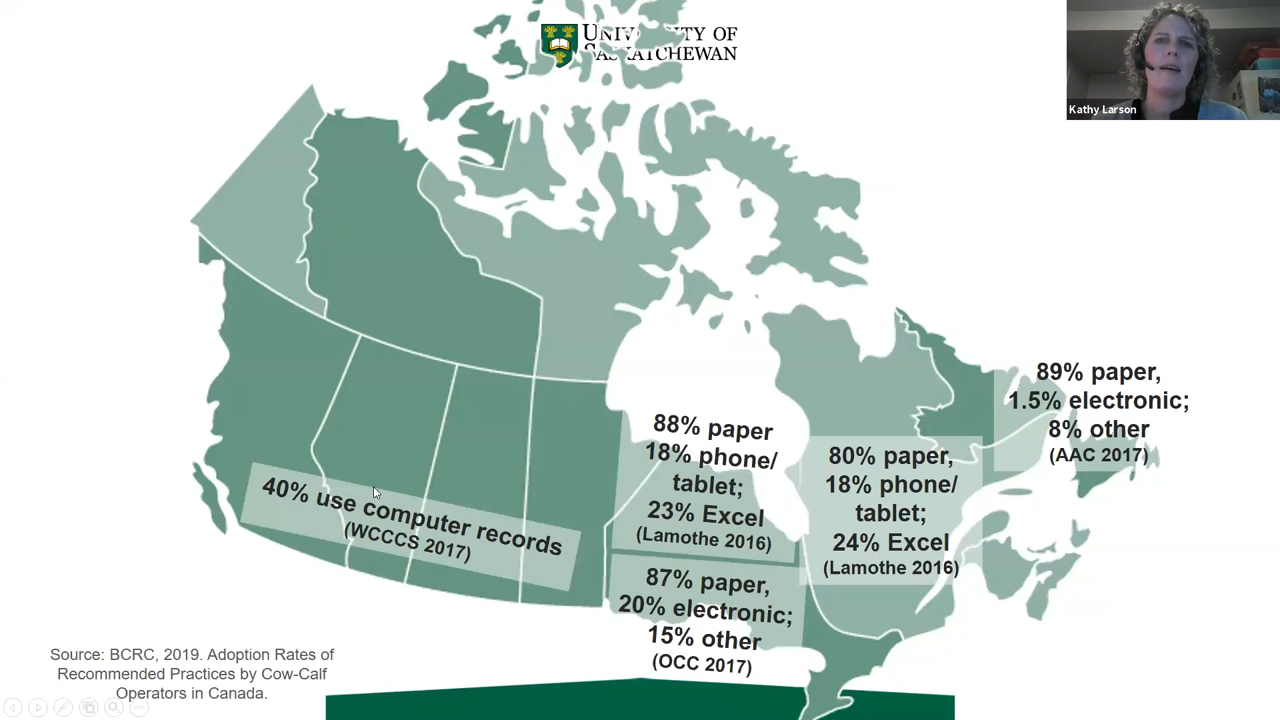 UNIVERSITY OF
SASKATCHEWAN
Kathy Larson
89% paper,
1.5% electronic;
8% other
(AAC 2017)
88% paper
18% phone/
tablet;
23% Excel
(Lamothe 2016)
80% paper,
18% phone/
tablet;
24% Excel
(Lamothe 2016)
40% use computer records
(WCCCS 2017)
87% paper,
20% electronic;
15% other
(OCC 2017)
Source: BCRC, 2019. Adoption Rates of
Recommended Practices by Cow-Calf
Operators in Canada.